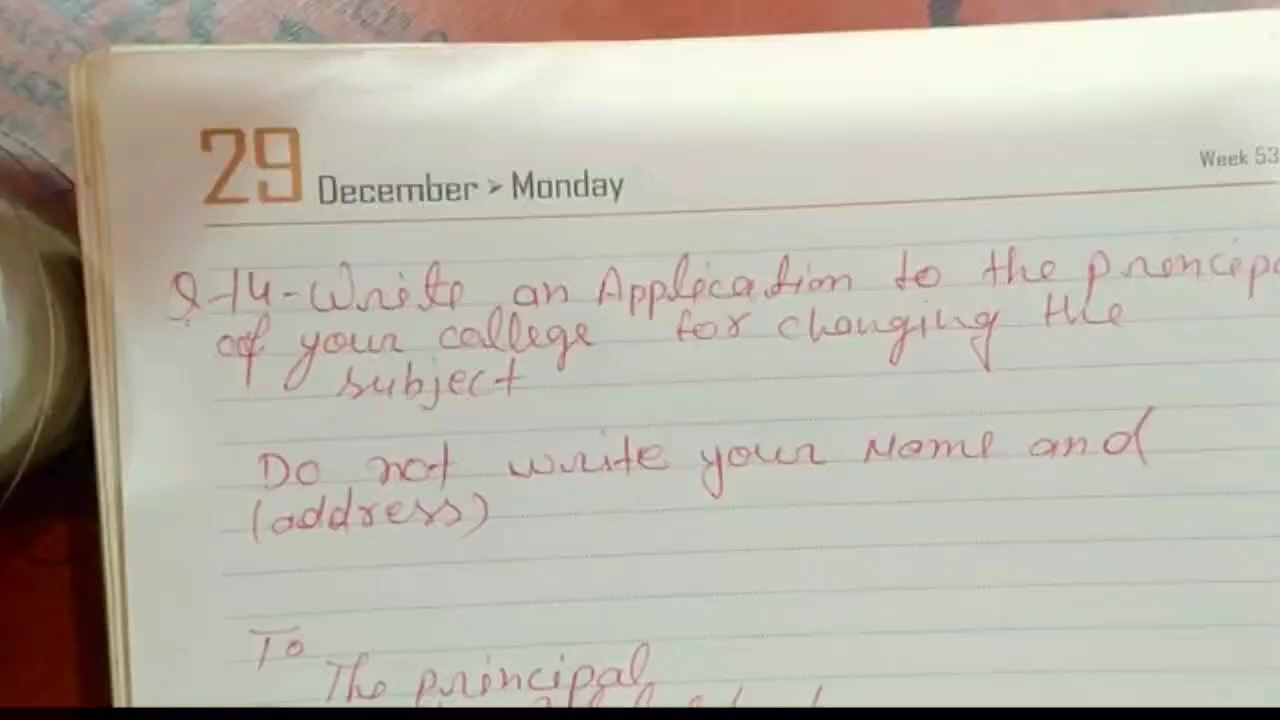 29 December > Monday
Week 53
Q-14-Write an Application to the princip
of your college for changing the
subject
Do not write your Name and
(address)
To
The principal